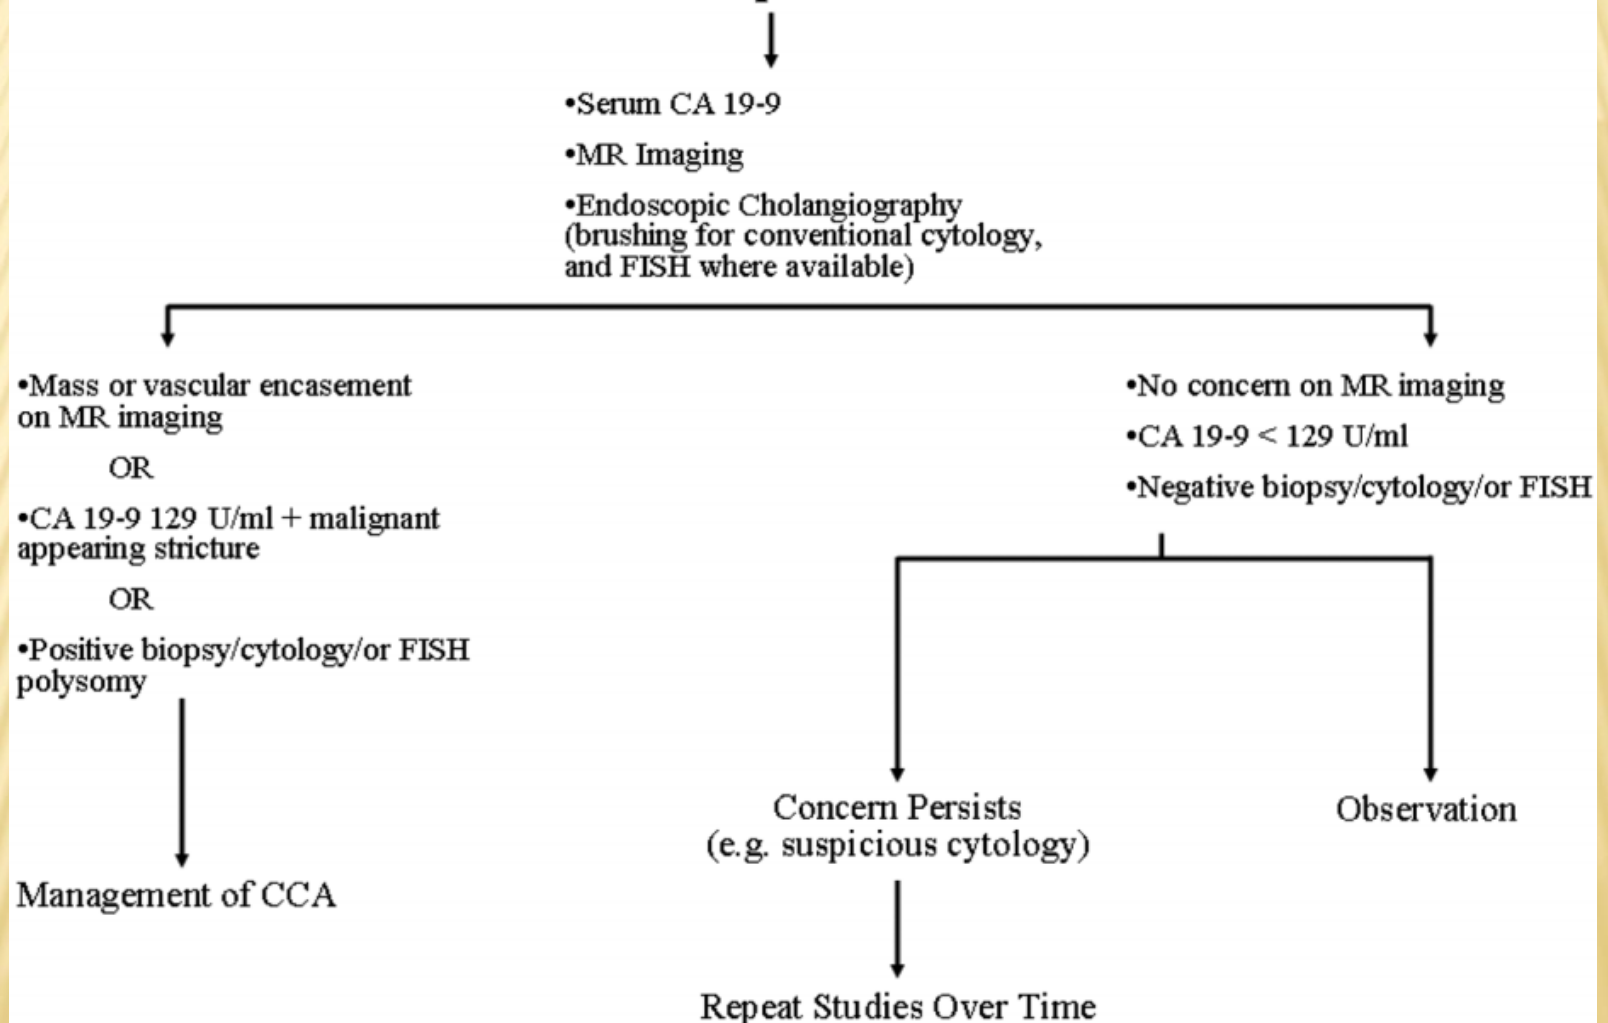 •Serum CA 19-9
•MR Imaging
•Endoscopic Cholangiography
(brushing for conventional cytology,
and FISH where available)
•Mass or vascular encasement
on MR imaging
OR
•CA 19-9 129 U/ml + malignant
appearing stricture
OR
•Positive biopsy/cytology/or FISH
polysomy
Management of CCA
•No concern on MR imaging
•CA 19-9 < 129 U/ml
•Negative biopsy/cytology/or FISH
Concern Persists
(e.g. suspicious cytology)
Repeat Studies Over Time
Observation